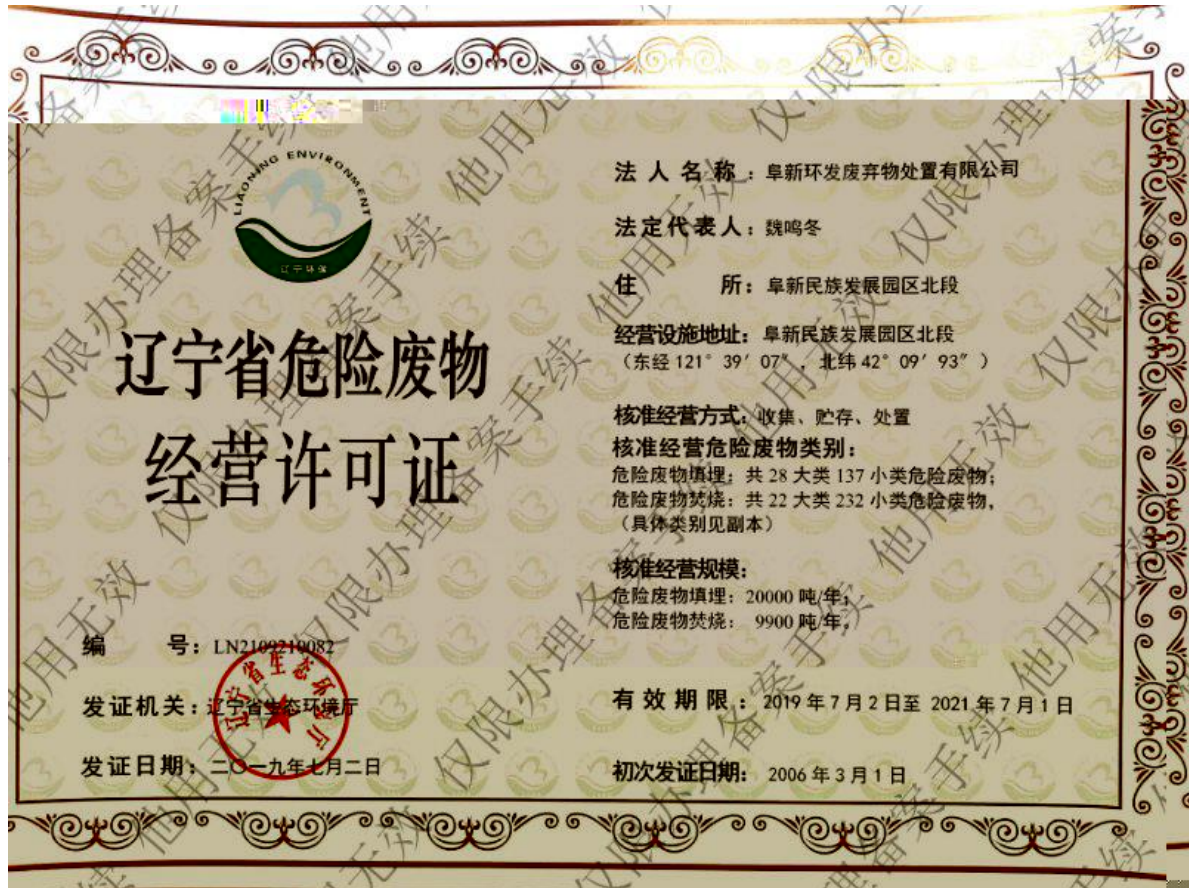 LIAONING ENVIRONMENT
辽宁环保
辽宁省危险废物
经营许可证
编 号：LN2109210082
发证机关：辽宁省生态环境厅
发证日期：二〇一九年七月二日
辽宁省生态环境厅
法人名称：阜新环发废弃物处置有限公司
法定代表人：魏鸣冬
住 所：阜新民族发展园区北段
经营设施地址：阜新民族发展园区北段
（东经 121° 39′ 07″，北纬 42° 09′ 93″）
核准经营方式：收集、贮存、处置
核准经营危险废物类别：
危险废物填埋：共 28 大类 137 小类危险废物；
危险废物焚烧：共 22 大类 232 小类危险废物，
（具体类别见副本）
核准经营规模：
危险废物填埋：20000 吨/年；
危险废物焚烧： 9900 吨/年。
有效期限：2019 年 7 月 2 日至 2021 年 7 月 1 日
初次发证日期： 2006 年 3 月 1 日
仅限办理备案手续 他用无效